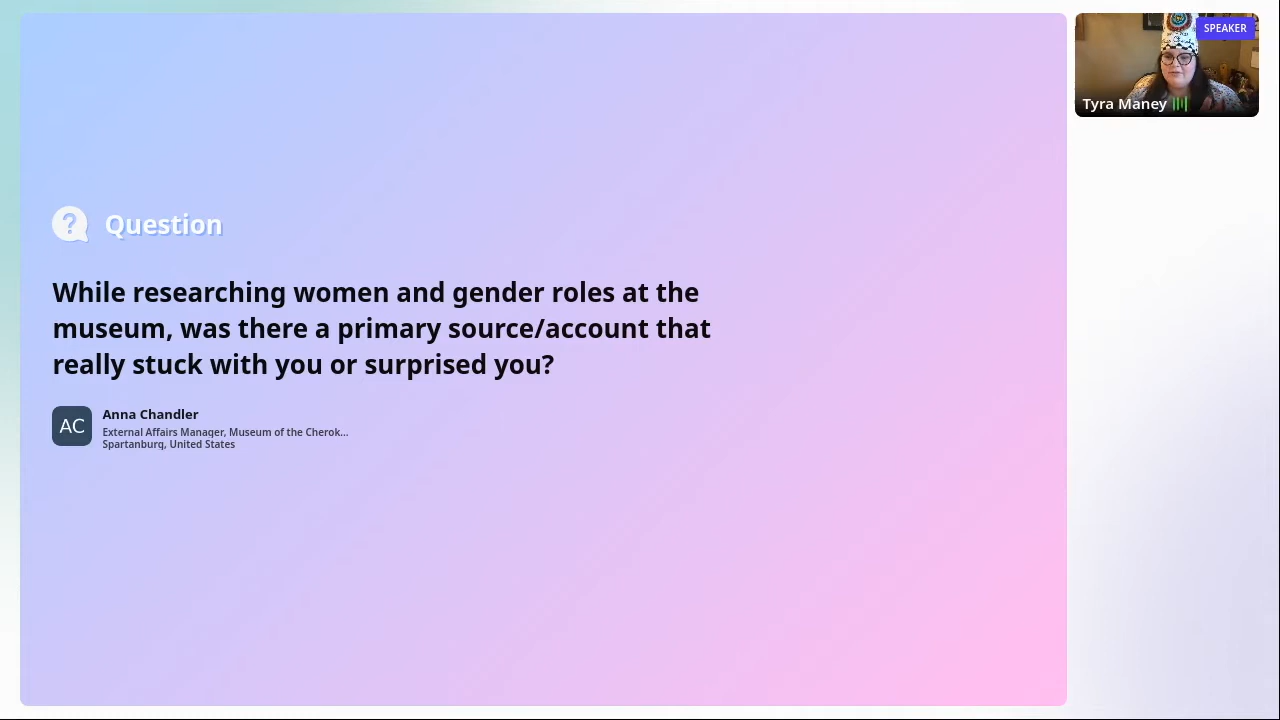 Question
While researching women and gender roles at the
museum, was there a primary source/account that
really stuck with you or surprised you?
AC
Anna Chandler
External Affairs Manager, Museum of the Cherok...
Spartanburg, United States
SPEAKER
Tyra Maney